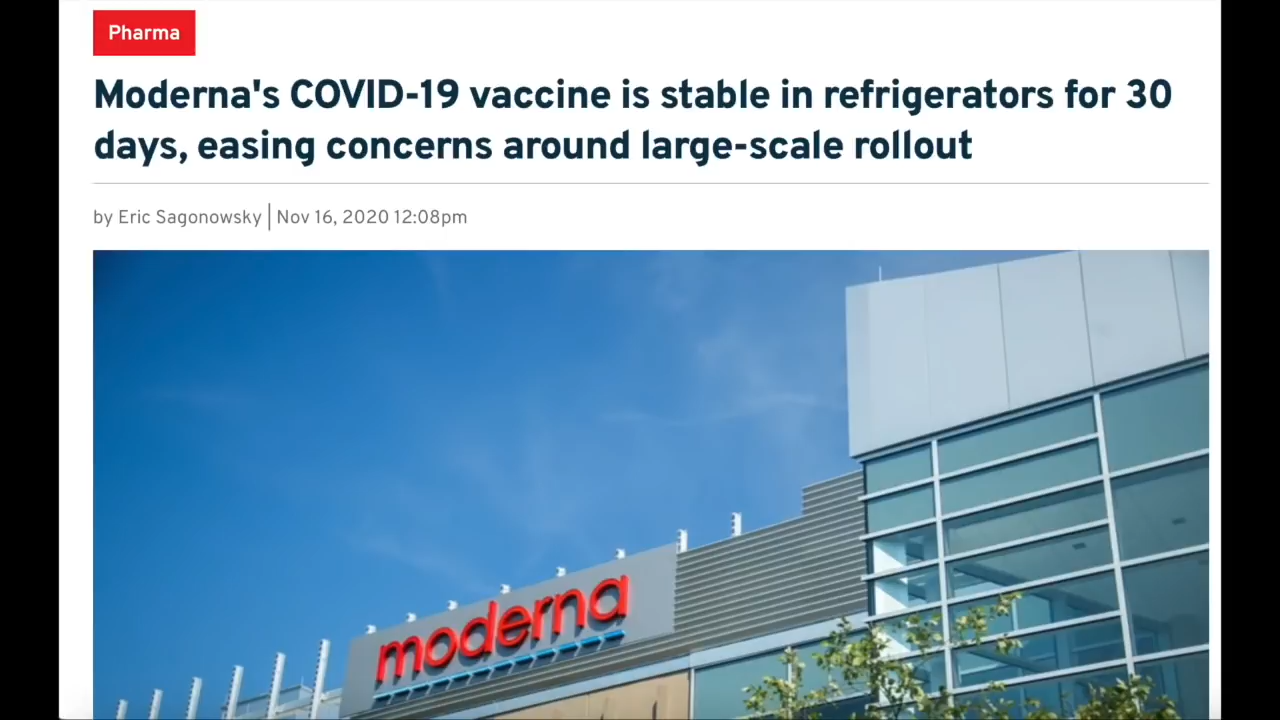 Pharma
Moderna's COVID-19 vaccine is stable in refrigerators for 30
days, easing concerns around large-scale rollout
by Eric Sagonowsky | Nov 16, 2020 12:08pm
moderna